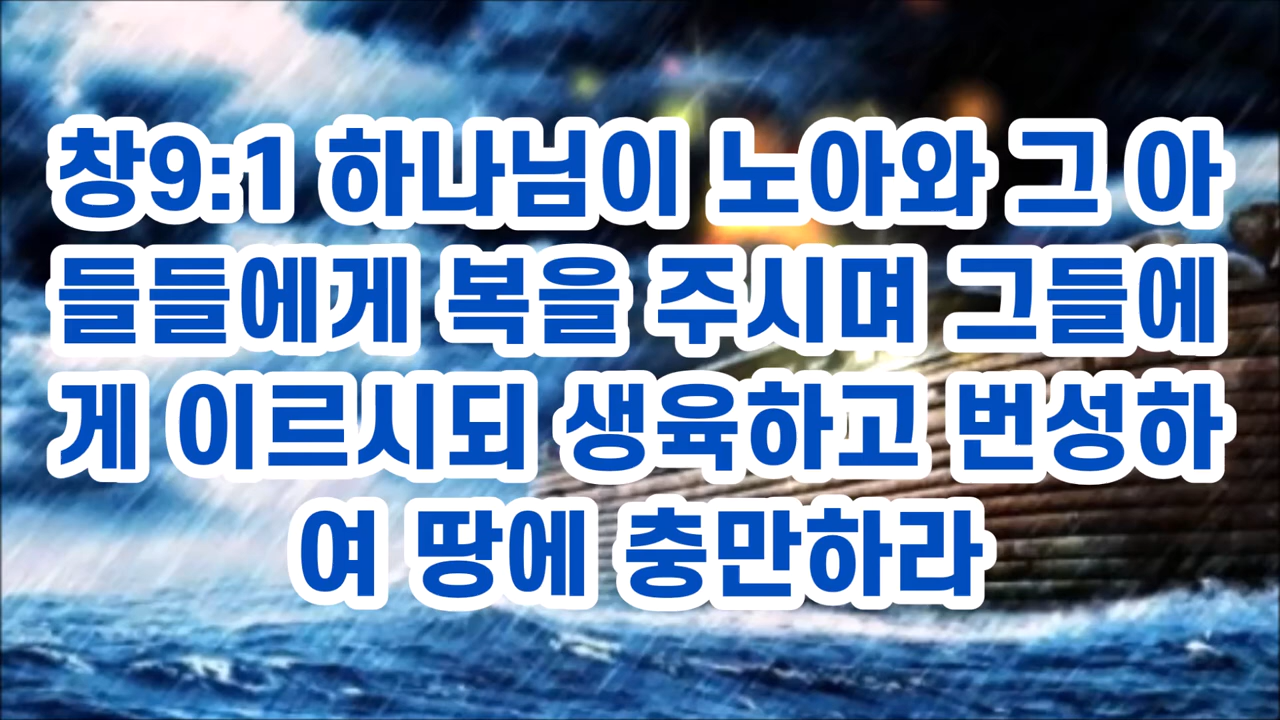 창9:1 하나님이 노아와 그 아
들들에게 복을 주시며 그들에
게 이르시되 생육하고 번성하
여 땅에 충만하라